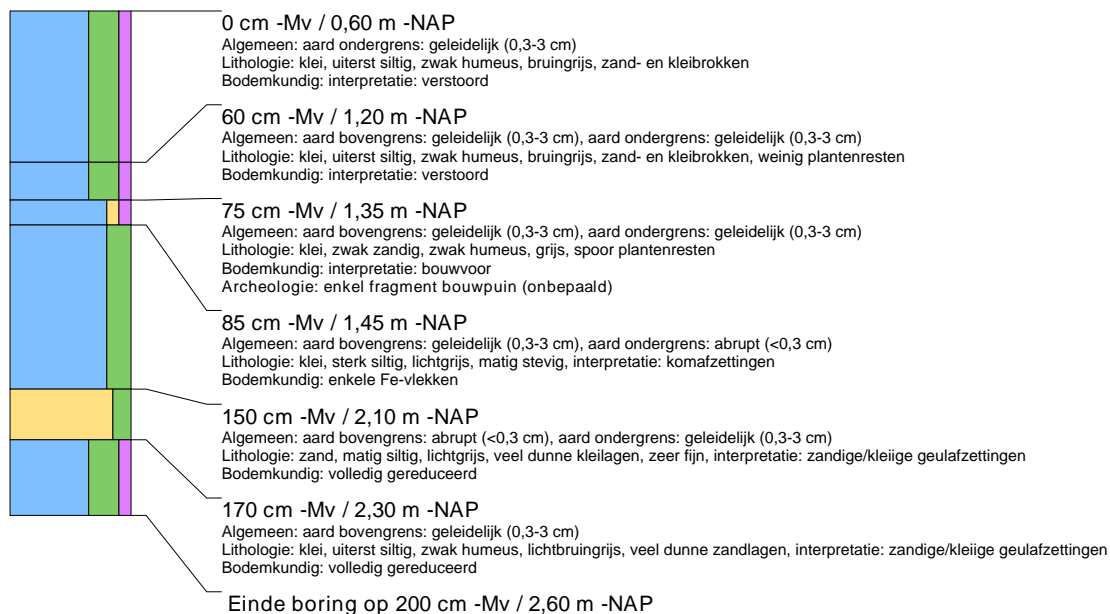 0 cm -Mv / 0,60 m -NAP
Algemeen: aard ondergrens: geleidelijk (0,3-3 cm)
Lithologie: klei, uiterst siltig, zwak humeus, bruingrijs, zand- en kleibrokken
Bodemkundig: interpretatie: verstoord
60 cm -Mv / 1,20 m -NAP
Algemeen: aard bovengrens: geleidelijk (0,3-3 cm), aard ondergrens: geleidelijk (0,3-3 cm)
Lithologie: klei, uiterst siltig, zwak humeus, bruingrijs, zand- en kleibrokken, weinig plantenresten
Bodemkundig: interpretatie: verstoord
75 cm -Mv / 1,35 m -NAP
Algemeen: aard bovengrens: geleidelijk (0,3-3 cm), aard ondergrens: geleidelijk (0,3-3 cm)
Lithologie: klei, zwak zandig, zwak humeus, grijs, spoor plantenresten
Bodemkundig: interpretatie: bouwvoor
Archeologie: enkel fragment bouwpuin (onbepaald)
85 cm -Mv / 1,45 m -NAP
Algemeen: aard bovengrens: geleidelijk (0,3-3 cm), aard ondergrens: abrupt (<0,3 cm)
Lithologie: klei, sterk siltig, lichtgrijs, matig stevig, interpretatie: komafzettingen
Bodemkundig: enkele Fe-vlekken
150 cm -Mv / 2,10 m -NAP
Algemeen: aard bovengrens: abrupt (<0,3 cm), aard ondergrens: geleidelijk (0,3-3 cm)
Lithologie: zand, matig siltig, lichtgrijs, veel dunne kleilagen, zeer fijn, interpretatie: zandige/kleiige geulafzettingen
Bodemkundig: volledig gereduceerd
170 cm -Mv / 2,30 m -NAP
Algemeen: aard bovengrens: geleidelijk (0,3-3 cm)
Lithologie: klei, uiterst siltig, zwak humeus, lichtbruingrijs, veel dunne zandlagen, interpretatie: zandige/kleiige geulafzettingen
Bodemkundig: volledig gereduceerd
Einde boring op 200 cm -Mv / 2,60 m -NAP